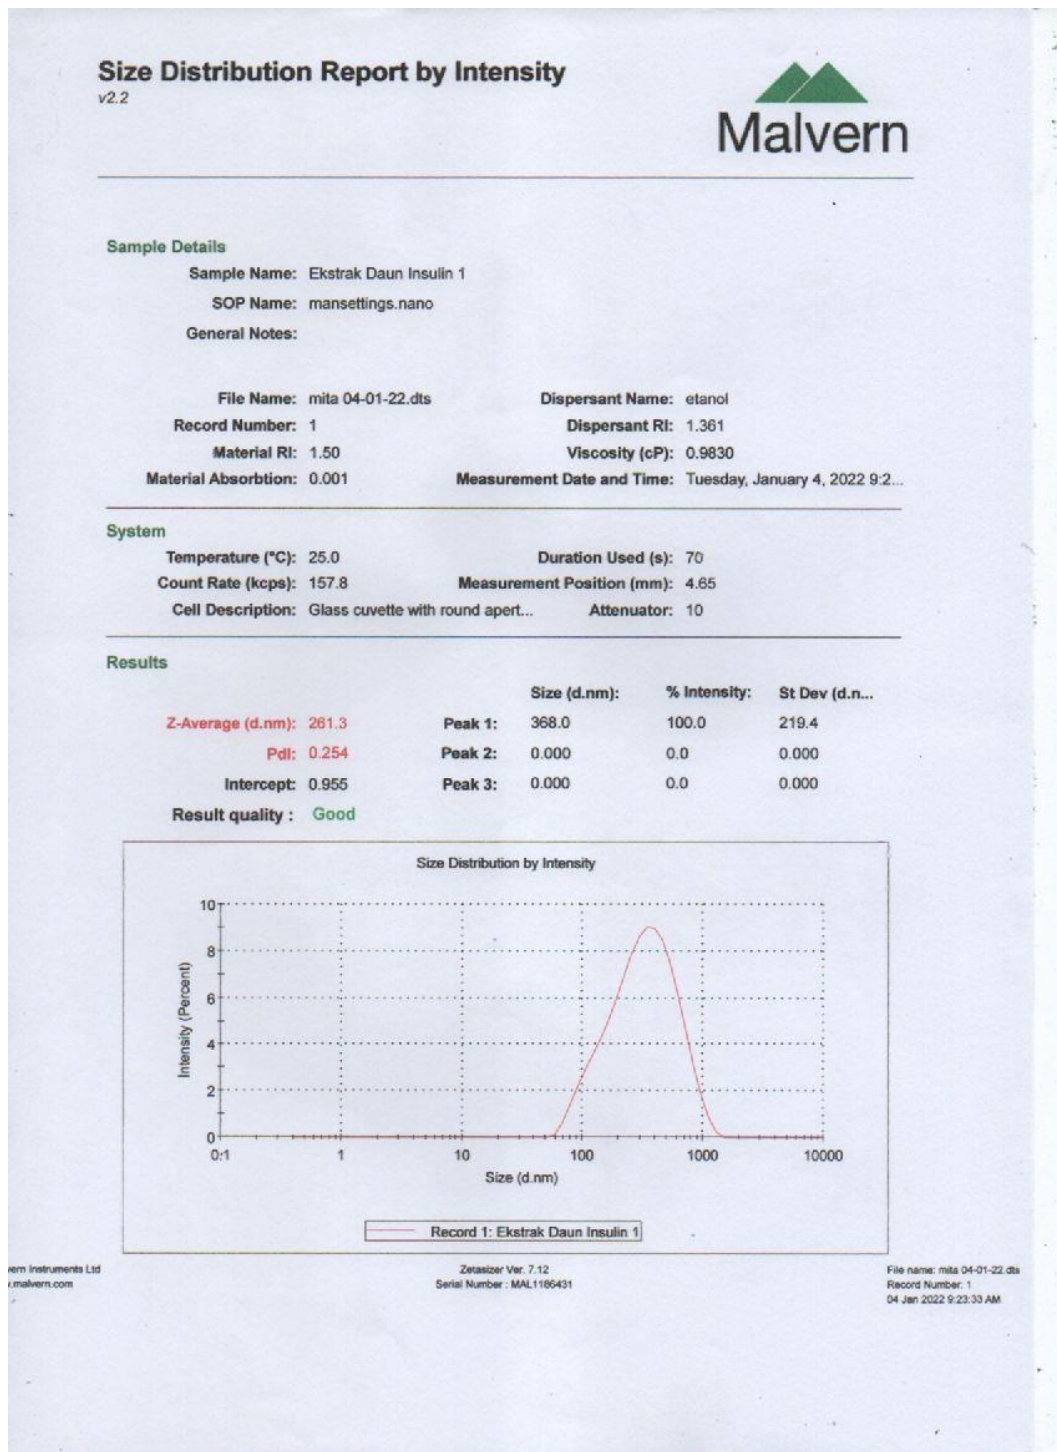 Size Distribution Report by Intensity
v2.2
Malvern
Sample Details
Sample Name: Ekstrak Daun Insulin 1
SOP Name: mansettings.nano
General Notes:
File Name: mita 04-01-22.dts Dispersant Name: etanol
Record Number: 1 Dispersant RI: 1.361
Material RI: 1.50 Viscosity (cP): 0.9830
Material Absorbtion: 0.001 Measurement Date and Time: Tuesday, January 4, 2022 9:2...
System
Temperature (°C): 25.0 Duration Used (s): 70
Count Rate (kcps): 157.8 Measurement Position (mm): 4.65
Cell Description: Glass cuvette with round apert... Attenuator: 10
Results
Size (d.nm): % Intensity: St Dev (d.n...
Z-Average (d.nm): 261.3 Peak 1: 368.0 100.0 219.4
PdI: 0.254 Peak 2: 0.000 0.0 0.000
Intercept: 0.955 Peak 3: 0.000 0.0 0.000
Result quality : Good
Size Distribution by Intensity
Intensity (Percent)
10
8
6
4
2
0
0.1 1 10 100 1000 10000
Size (d.nm)
Record 1: Ekstrak Daun Insulin 1
vern Instruments Ltd Zetasizer Ver. 7.12 File name: mita 04-01-22.dts
v.malvern.com Serial Number : MAL1186431 Record Number: 1
04 Jan 2022 9:23:33 AM